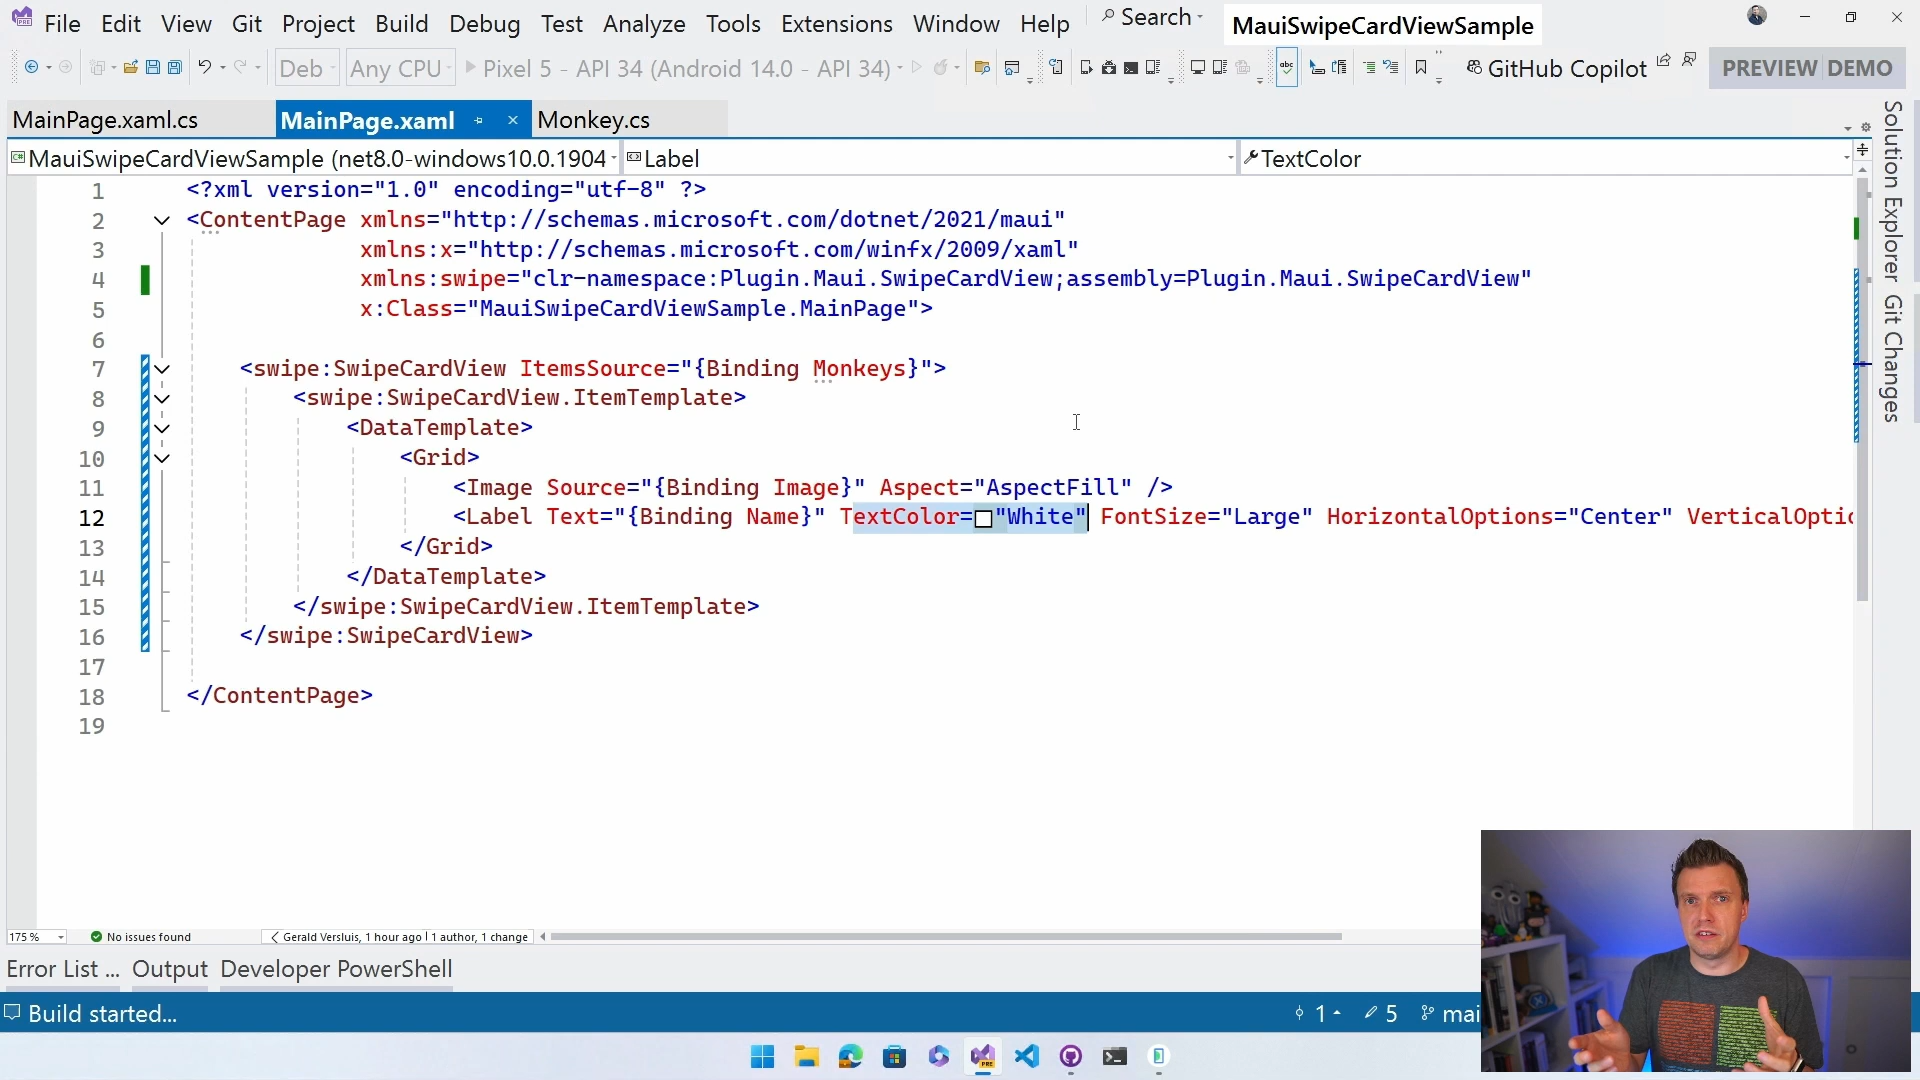 File Edit View Git Project Build Debug Test Analyze Tools Extensions Window Help Search MauiSwipeCardViewSample
Deb Any CPU Pixel 5 - API 34 (Android 14.0 - API 34) GitHub Copilot PREVIEW DEMO
MainPage.xaml.cs MainPage.xaml Monkey.cs
MauiSwipeCardViewSample (net8.0-windows10.0.1904 Label TextColor
1 <?xml version="1.0" encoding="utf-8" ?>
2 <ContentPage xmlns="http://schemas.microsoft.com/dotnet/2021/maui"
3 xmlns:x="http://schemas.microsoft.com/winfx/2009/xaml"
4 xmlns:swipe="clr-namespace:Plugin.Maui.SwipeCardView;assembly=Plugin.Maui.SwipeCardView"
5 x:Class="MauiSwipeCardViewSample.MainPage">
6
7 <swipe:SwipeCardView ItemsSource="{Binding Monkeys}">
8 <swipe:SwipeCardView.ItemTemplate>
9 <DataTemplate>
10 <Grid>
11 <Image Source="{Binding Image}" Aspect="AspectFill" />
12 <Label Text="{Binding Name}" TextColor="White" FontSize="Large" HorizontalOptions="Center" VerticalOptio
13 </Grid>
14 </DataTemplate>
15 </swipe:SwipeCardView.ItemTemplate>
16 </swipe:SwipeCardView>
17
18 </ContentPage>
19
Solution Explorer
Git Changes
175 % No issues found Gerald Versluis, 1 hour ago | 1 author, 1 change
Error List ... Output Developer PowerShell
Build started... 1 5 mai